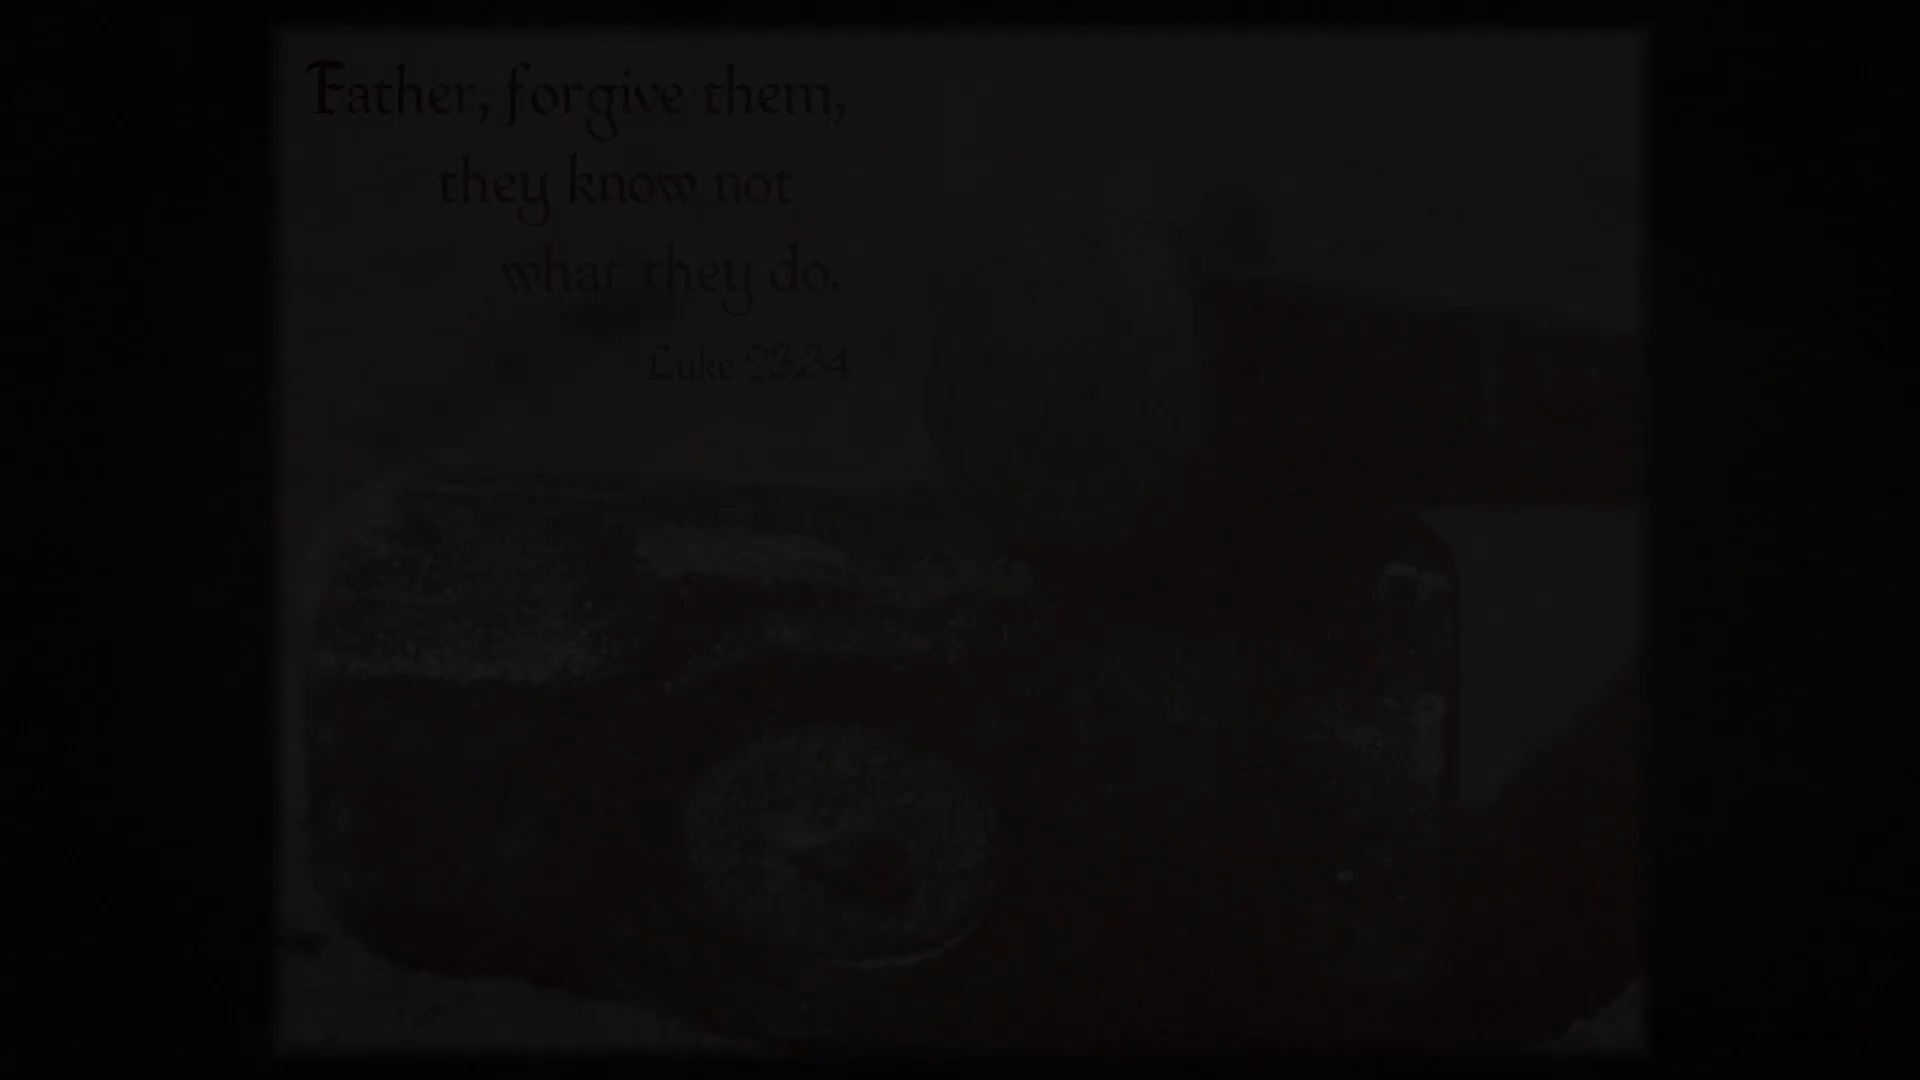 Father, forgive them,
they know not
what they do.
Luke 23:34